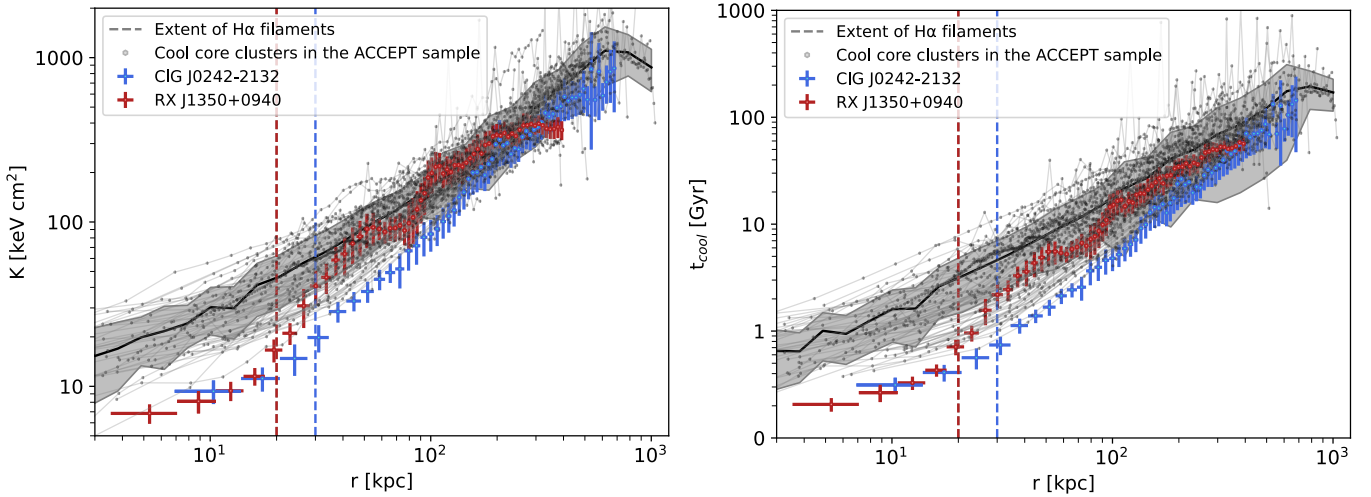 Extent of Hα filaments
Cool core clusters in the ACCEPT sample
ClG J0242-2132
RX J1350+0940
1000
100
10
K [keV cm²]
10¹
10²
10³
r [kpc]
Extent of Hα filaments
Cool core clusters in the ACCEPT sample
ClG J0242-2132
RX J1350+0940
1000
100
10
1
0
t_cool [Gyr]
10¹
10²
10³
r [kpc]